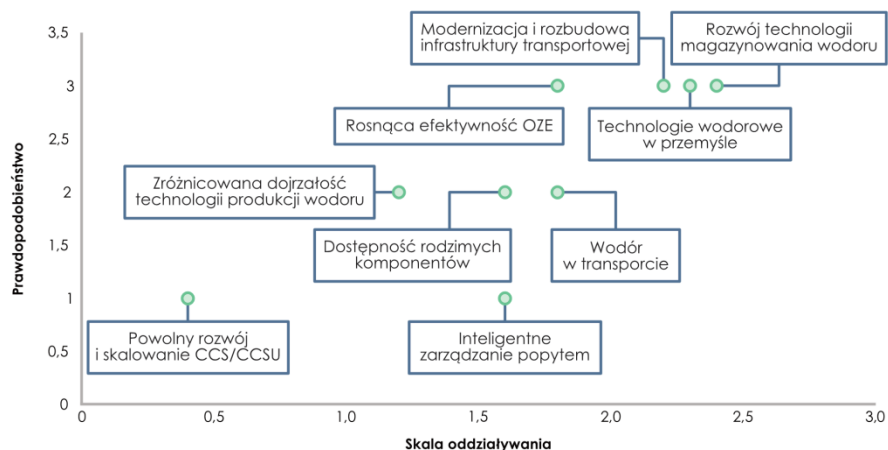 Modernizacja i rozbudowa
infrastruktury transportowej
Rozwój technologii
magazynowania wodoru
3,5
3
Rosnąca efektywność OZE
Technologie wodorowe
w przemyśle
2,5
Zróżnicowana dojrzałość
technologii produkcji wodoru
2
Dostępność rodzimych
komponentów
Wodór
w transporcie
1,5
1
Powolny rozwój
i skalowanie CCS/CCSU
Inteligentne
zarządzanie popytem
0,5
0
Prawdopodobieństwo
0
0,5
1,0
1,5
2,0
2,5
3,0
Skala oddziaływania